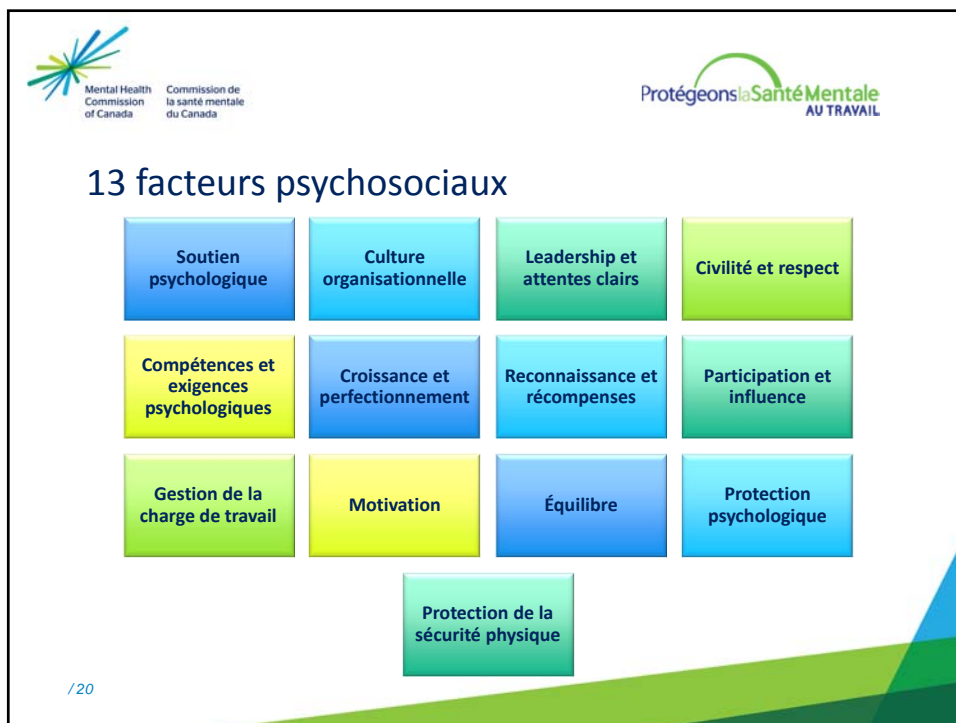 Mental Health
Commission
of Canada
Commission de
la santé mentale
du Canada
ProtégeonslaSantéMentale
AU TRAVAIL
13 facteurs psychosociaux
Soutien
psychologique
Culture
organisationnelle
Leadership et
attentes clairs
Civilité et respect
Compétences et
exigences
psychologiques
Croissance et
perfectionnement
Reconnaissance et
récompenses
Participation et
influence
Gestion de la
charge de travail
Motivation
Équilibre
Protection
psychologique
Protection de la
sécurité physique
/ 20